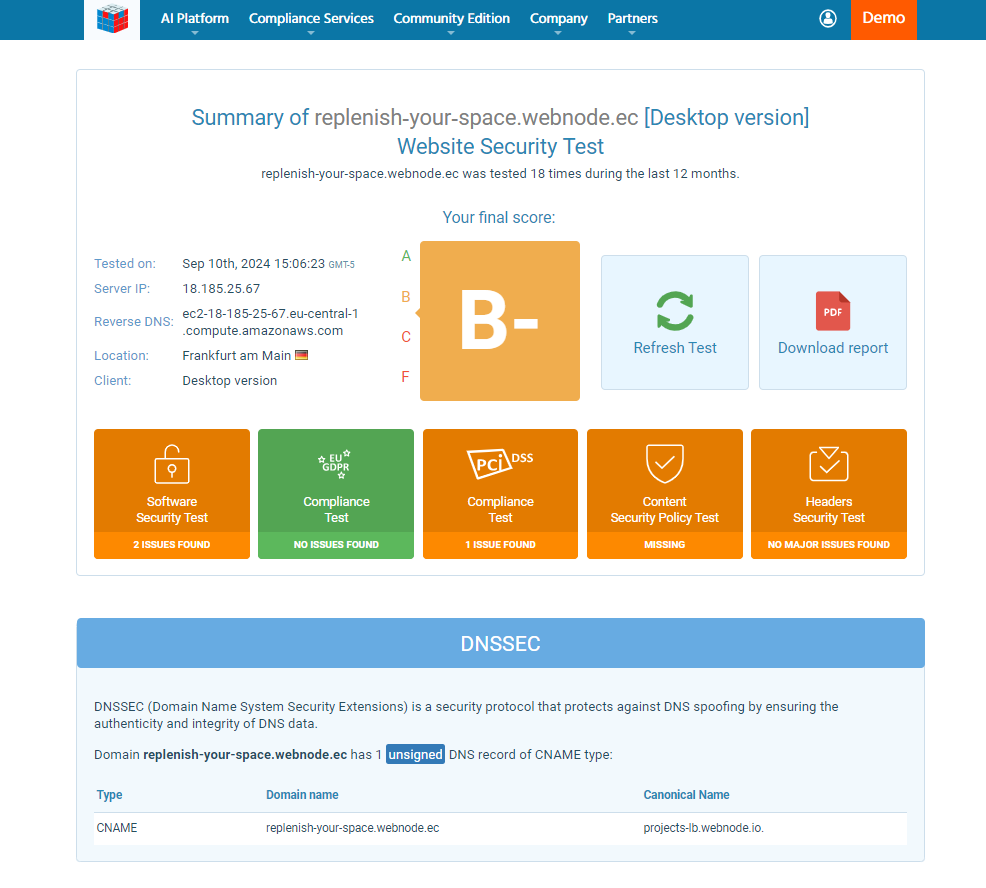 AI Platform Compliance Services Community Edition Company Partners Demo
Summary of replenish-your-space.webnode.ec [Desktop version]
Website Security Test
replenish-your-space.webnode.ec was tested 18 times during the last 12 months.
Your final score:
Tested on: Sep 10th, 2024 15:06:23 GMT-5
Server IP: 18.185.25.67
Reverse DNS: ec2-18-185-25-67.eu-central-1
.compute.amazonaws.com
Location: Frankfurt am Main
Client: Desktop version
A
B
C
F
B-
Refresh Test
PDF
Download report
Software
Security Test
2 ISSUES FOUND
EU
GDPR
Compliance
Test
NO ISSUES FOUND
PCI DSS
Compliance
Test
1 ISSUE FOUND
Content
Security Policy Test
MISSING
Headers
Security Test
NO MAJOR ISSUES FOUND
DNSSEC
DNSSEC (Domain Name System Security Extensions) is a security protocol that protects against DNS spoofing by ensuring the
authenticity and integrity of DNS data.
Domain replenish-your-space.webnode.ec has 1 unsigned DNS record of CNAME type:
Type Domain name Canonical Name
CNAME replenish-your-space.webnode.ec projects-lb.webnode.io.